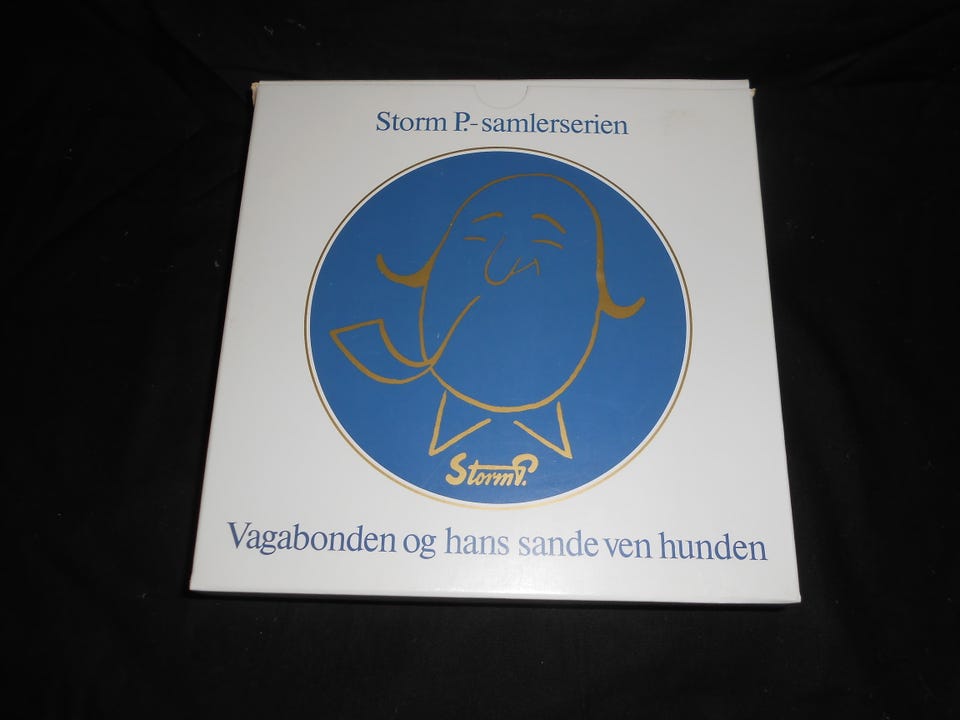 Storm P.-samlerserien
Storm P.
Vagabonden og hans sande ven hunden